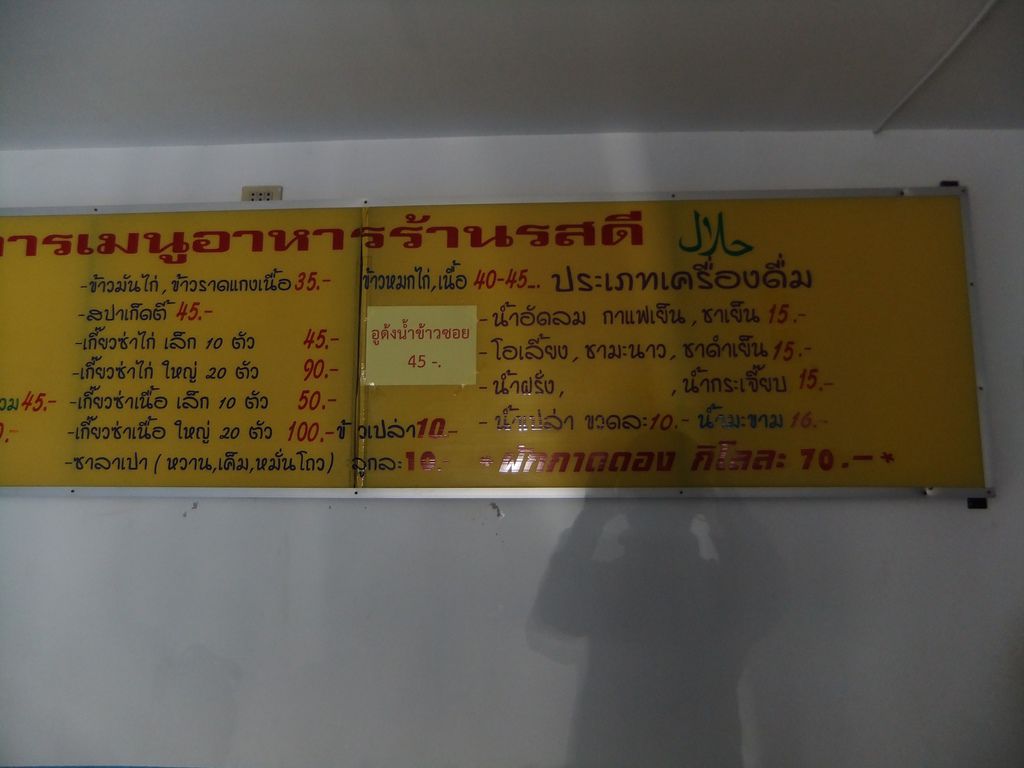 การเมนูอาหารร้านรสดี حلال
-ข้าวมันไก่,ข้าวราดแกงเนื้อ 35.- ข้าวหมกไก่,เนื้อ 40-45.. ประเภทเครื่องดื่ม
-สปาเก็ตตี้ 45.-
อูด้งน้ำข้าวซอย
45 -.
- น้ำอัดลม กาแฟเย็น , ชาเย็น 15.-
-เกี๊ยวซ่าไก่ เล็ก 10 ตัว 45.-
- โอเลี้ยง, ชามะนาว, ชาดำเย็น 15.-
-เกี๊ยวซ่าไก่ ใหญ่ 20 ตัว 90.-
- น้ำฝรั่ง, , น้ำกระเจี๊ยบ 15.-
45.- -เกี๊ยวซ่าเนื้อ เล็ก 10 ตัว 50.-
- น้ำเปล่า ขวดละ 10.- น้ำมะขาม 16.-
-เกี๊ยวซ่าเนื้อ ใหญ่ 20 ตัว 100.- ข้าวเปล่า 10.-
-ซาลาเปา ( หวาน,เค็ม,หมั่นโถว) ลูกละ 10.- * ผักกาดดอง กิโลละ 70.-*